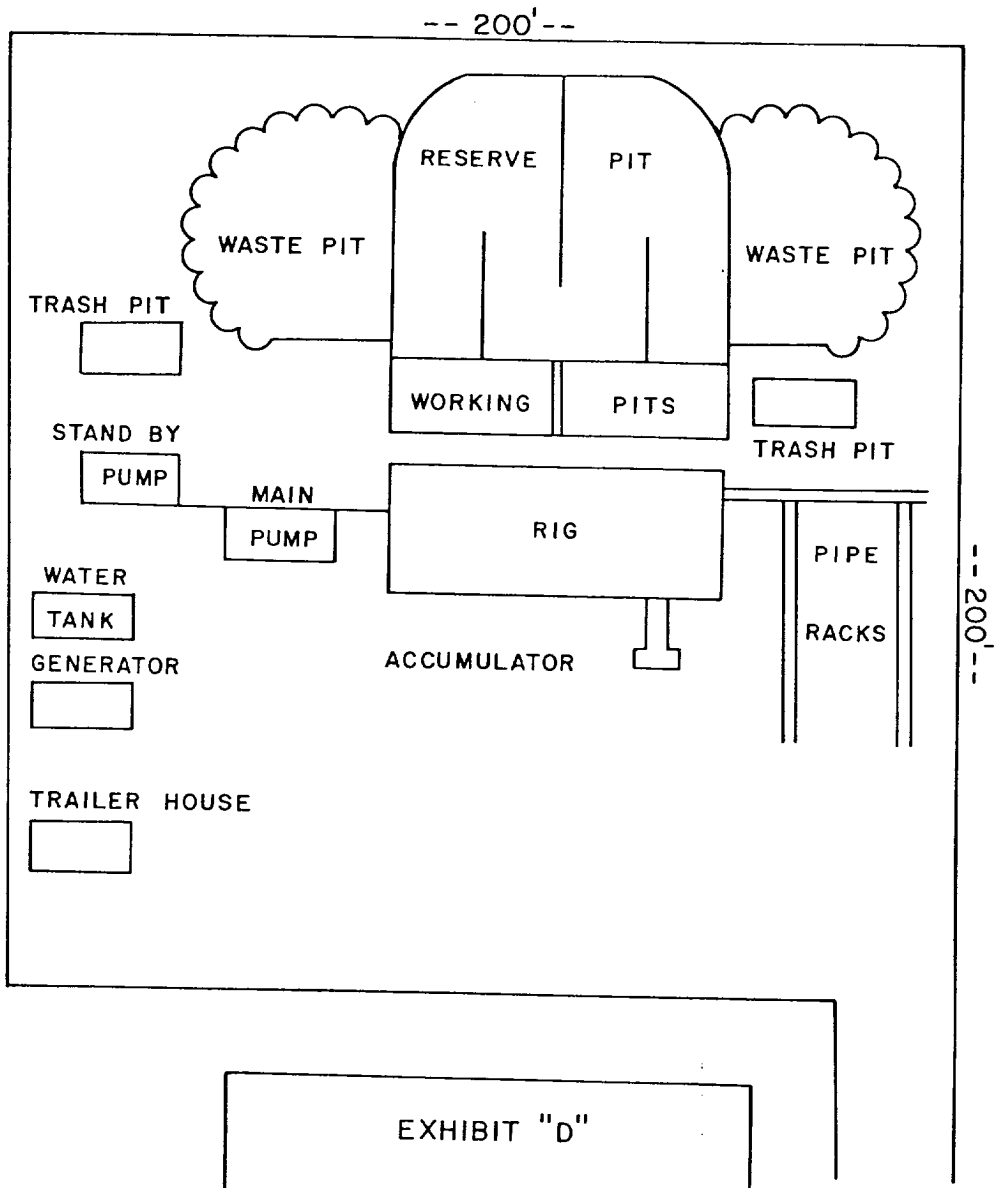 -- 200' --
RESERVE PIT
WASTE PIT
WASTE PIT
TRASH PIT
WORKING PITS
TRASH PIT
STAND BY
PUMP
MAIN
PUMP
RIG
PIPE
RACKS
-- 200' --
WATER
TANK
GENERATOR
ACCUMULATOR
TRAILER HOUSE
EXHIBIT "D"